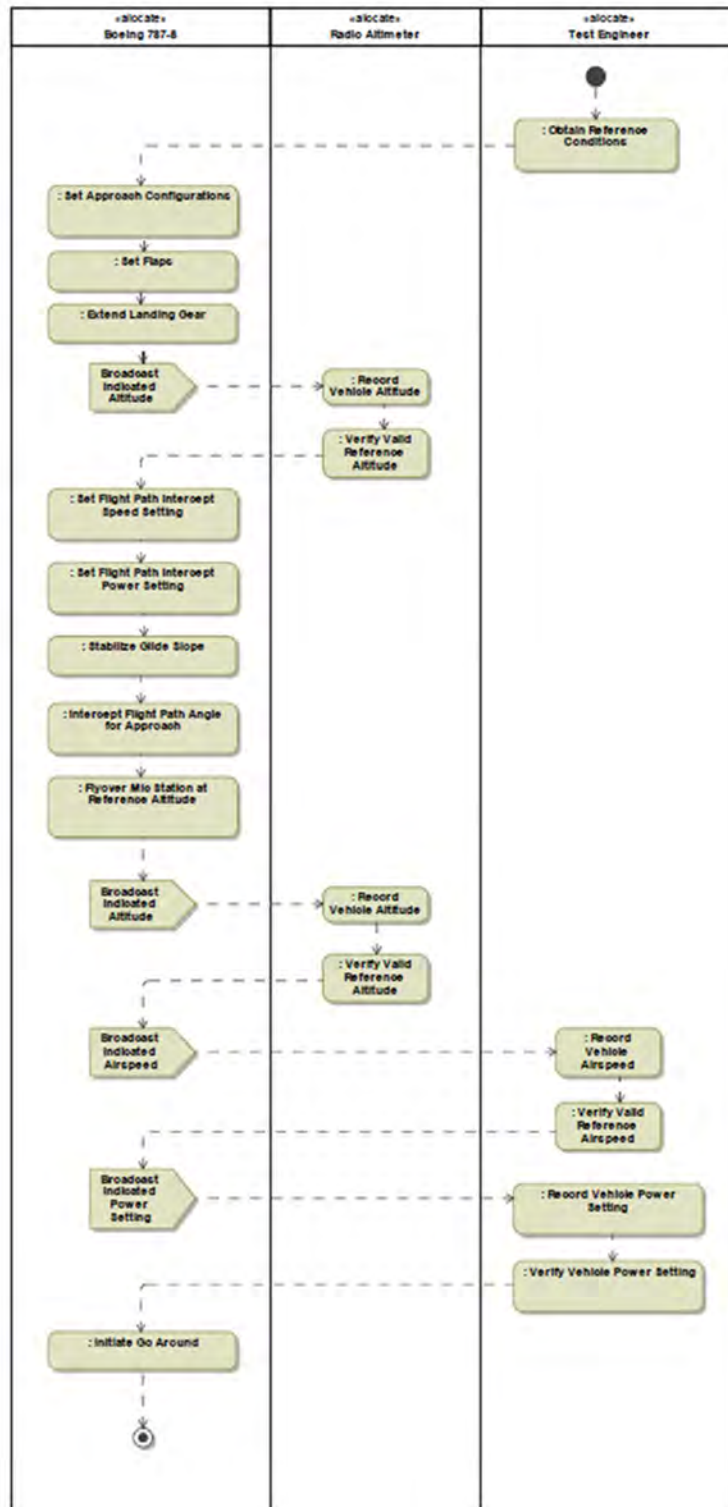 «allocate»
Boeing 787-8
«allocate»
Radio Altimeter
«allocate»
Test Engineer
: Obtain Reference
Conditions
: Set Approach Configurations
: Set Flaps
: Extend Landing Gear
Broadcast
Indicated
Altitude
: Record
Vehicle Altitude
: Verify Valid
Reference
Altitude
: Set Flight Path Intercept
Speed Setting
: Set Flight Path Intercept
Power Setting
: Stabilize Glide Slope
: Intercept Flight Path Angle
for Approach
: Flyover Mic Station at
Reference Altitude
Broadcast
Indicated
Altitude
: Record
Vehicle Altitude
: Verify Valid
Reference
Altitude
Broadcast
Indicated
Airspeed
: Record
Vehicle
Airspeed
: Verify Valid
Reference
Airspeed
Broadcast
Indicated
Power
Setting
: Record Vehicle Power
Setting
: Verify Vehicle Power Setting
: Initiate Go Around